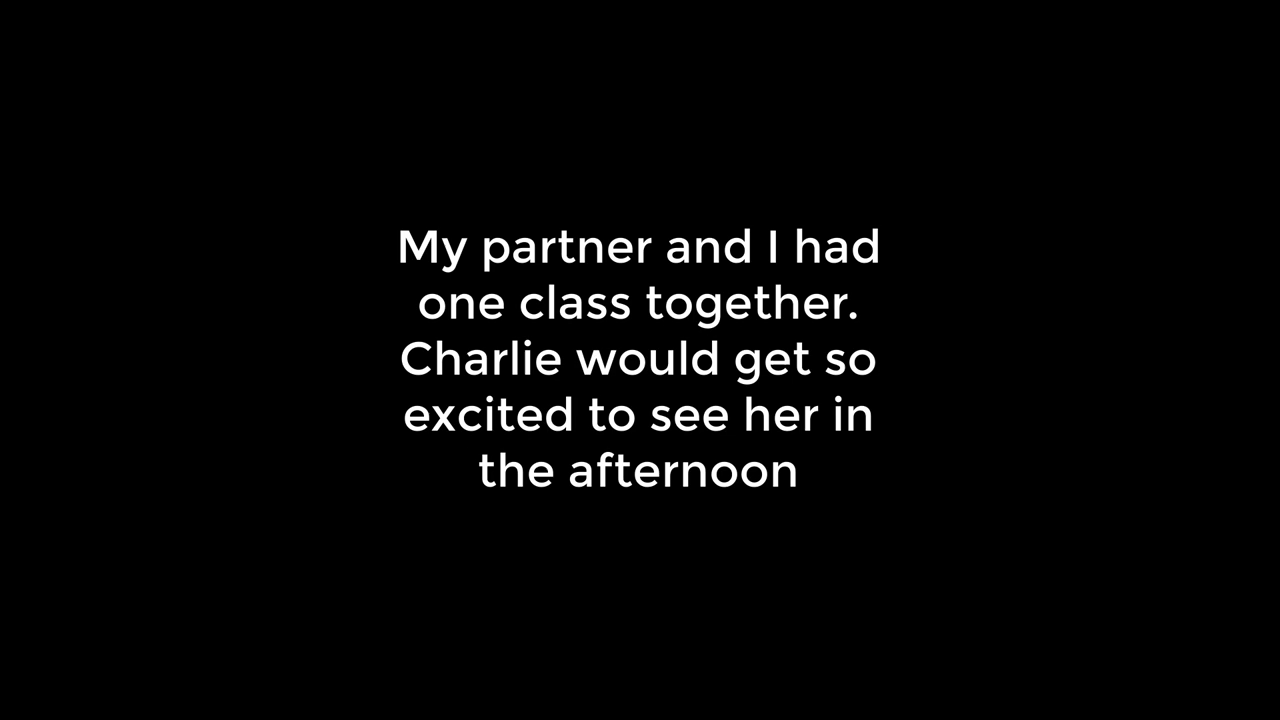 My partner and I had
one class together.
Charlie would get so
excited to see her in
the afternoon